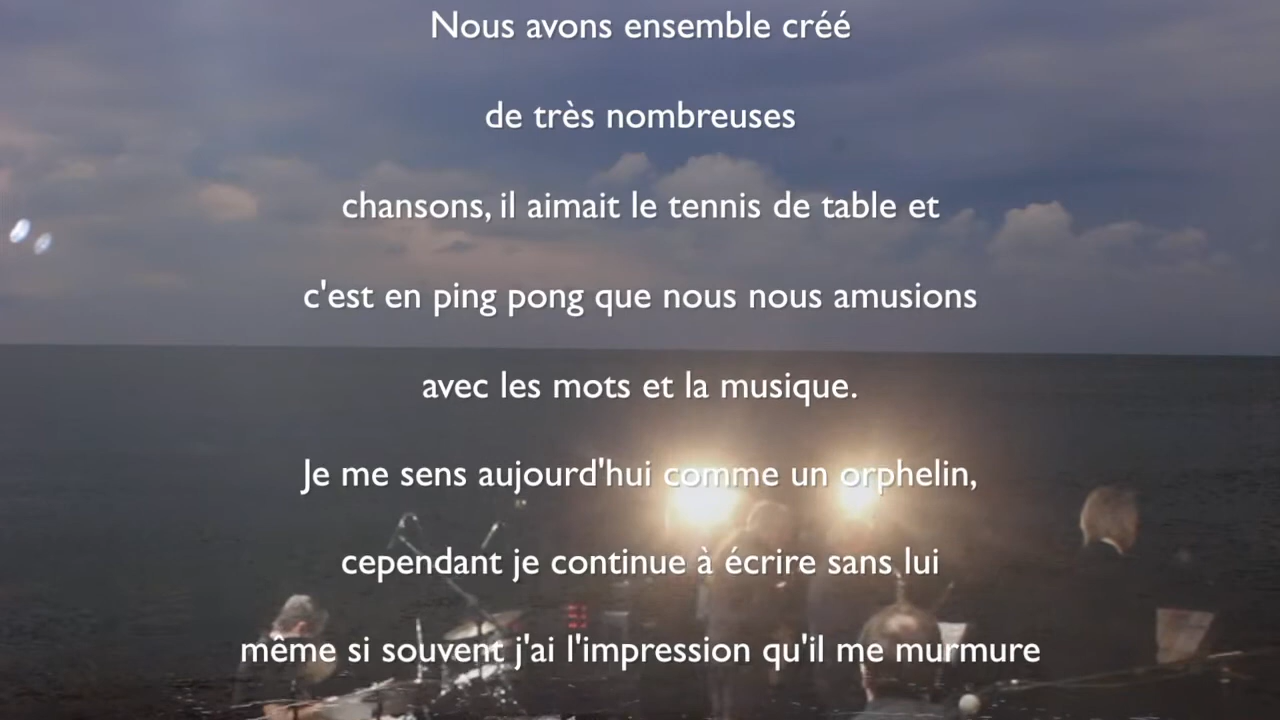 Nous avons ensemble créé
de très nombreuses
chansons, il aimait le tennis de table et
c'est en ping pong que nous nous amusions
avec les mots et la musique.
Je me sens aujourd'hui comme un orphelin,
cependant je continue à écrire sans lui
même si souvent j'ai l'impression qu'il me murmure